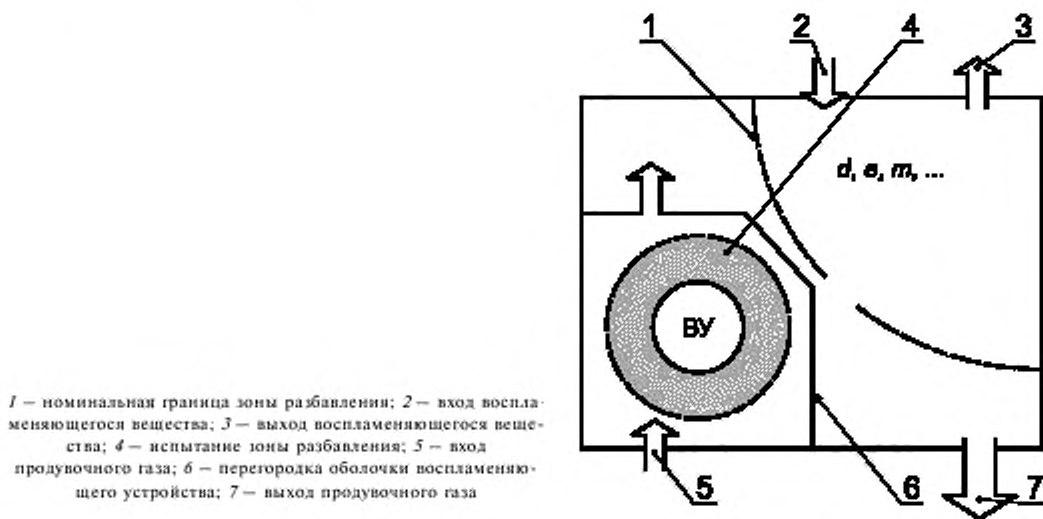 1 2 4 3
d, e, m, ...
ВУ
1 — номинальная граница зоны разбавления; 2 — вход воспла-
меняющегося вещества; 3 — выход воспламеняющегося веще-
ства; 4 — испытание зоны разбавления; 5 — вход
продувочного газа; 6 — перегородка оболочки воспламеняю-
щего устройства; 7 — выход продувочного газа
5 6 7